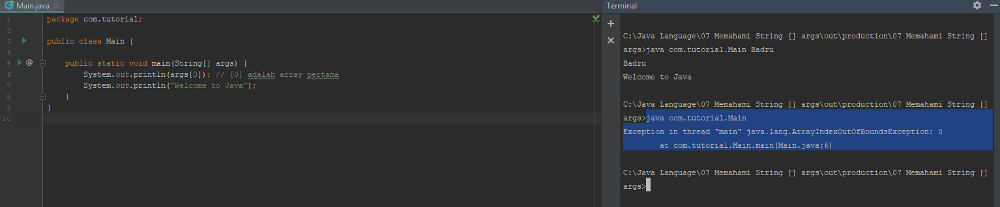 Main.java
1 package com.tutorial;
2
3 public class Main {
4
5 public static void main(String[] args) {
6 System.out.println(args[0]); // [0] adalah array pertama
7 System.out.println("Welcome to Java");
8 }
9 }
10
Terminal
C:\Java Language\07 Memahami String [] args\out\production\07 Memahami String []
args>java com.tutorial.Main Badru
Badru
Welcome to Java
C:\Java Language\07 Memahami String [] args\out\production\07 Memahami String []
args>java com.tutorial.Main
Exception in thread "main" java.lang.ArrayIndexOutOfBoundsException: 0
at com.tutorial.Main.main(Main.java:6)
C:\Java Language\07 Memahami String [] args\out\production\07 Memahami String []
args>